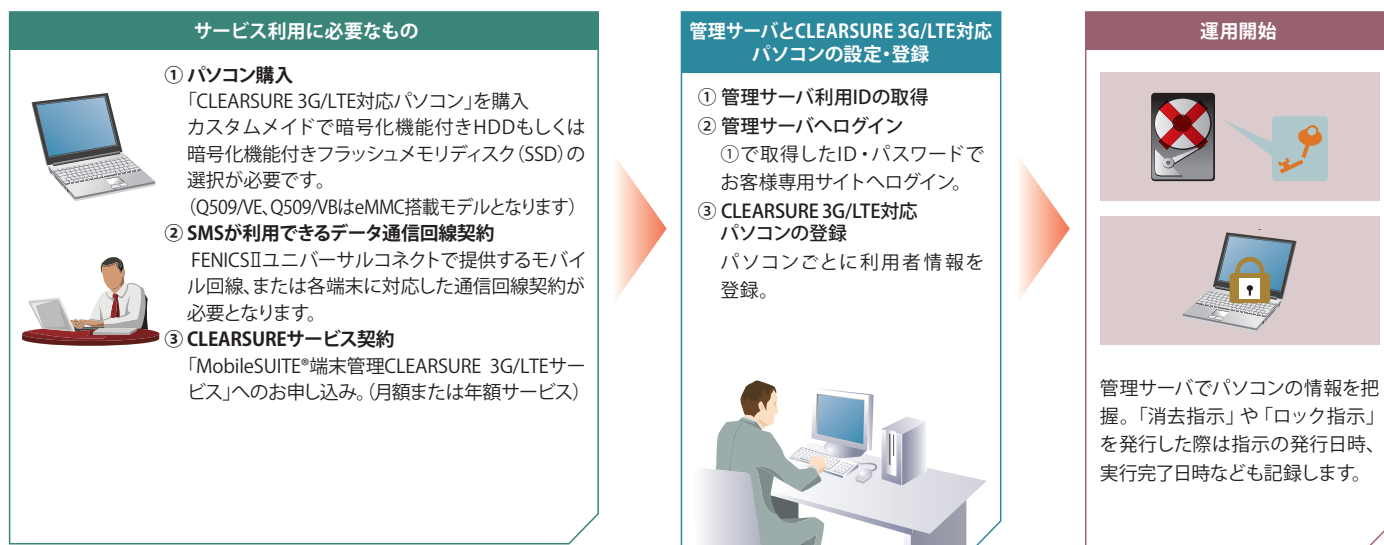 サービス利用に必要なもの
① パソコン購入
「CLEARSURE 3G/LTE対応パソコン」を購入
カスタムメイドで暗号化機能付きHDDもしくは
暗号化機能付きフラッシュメモリディスク(SSD)の
選択が必要です。
(Q509/VE、Q509/VBはeMMC搭載モデルとなります)
② SMSが利用できるデータ通信回線契約
FENICSⅡユニバーサルコネクトで提供するモバイ
ル回線、または各端末に対応した通信回線契約が
必要となります。
③ CLEARSUREサービス契約
「MobileSUITE®端末管理CLEARSURE 3G/LTEサー
ビス」へのお申し込み。(月額または年額サービス)
管理サーバとCLEARSURE 3G/LTE対応
パソコンの設定・登録
① 管理サーバ利用IDの取得
② 管理サーバへログイン
①で取得したID・パスワードで
お客様専用サイトへログイン。
③ CLEARSURE 3G/LTE対応
パソコンの登録
パソコンごとに利用者情報を
登録。
運用開始
管理サーバでパソコンの情報を把
握。「消去指示」や「ロック指示」
を発行した際は指示の発行日時、
実行完了日時なども記録します。